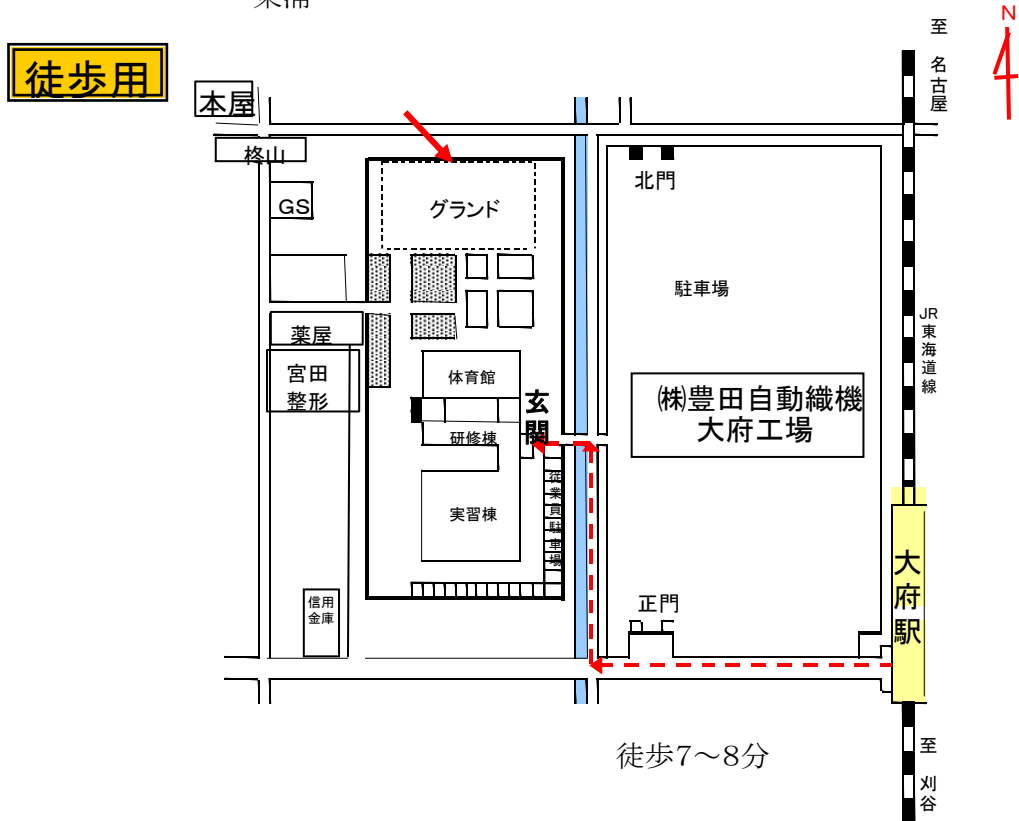 N
至 名古屋
徒歩用
本屋
柊山
北門
GS
グランド
駐車場
JR東海道線
薬屋
宮田
整形
体育館
玄関
㈱豊田自動織機
大府工場
研修棟
従業員駐車場
実習棟
大府駅
信用
金庫
正門
徒歩7～8分
至 刈谷